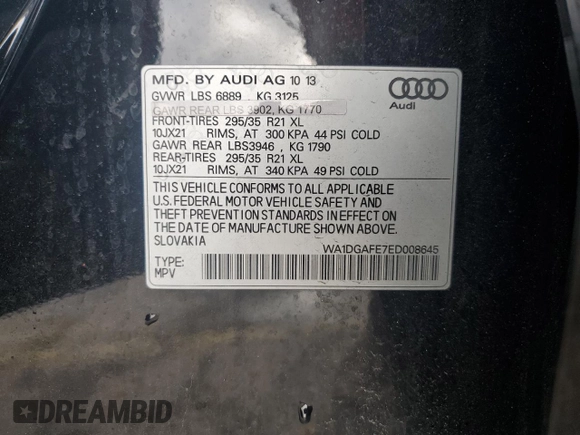 MFD. BY AUDI AG 10 13
GVWR LBS 6889 , KG 3125
GAWR REAR LBS 3902, KG 1770
FRONT-TIRES 295/35 R21 XL
10JX21 RIMS, AT 300 KPA 44 PSI COLD
GAWR REAR LBS3946 , KG 1790
REAR-TIRES 295/35 R21 XL
10JX21 RIMS, AT 340 KPA 49 PSI COLD
THIS VEHICLE CONFORMS TO ALL APPLICABLE
U.S. FEDERAL MOTOR VEHICLE SAFETY AND
THEFT PREVENTION STANDARDS IN EFFECT ON
THE DATE OF MANUFACTURE SHOWN ABOVE.
SLOVAKIA
WA1DGAFE7ED008645
TYPE:
MPV
Audi
DREAMBID